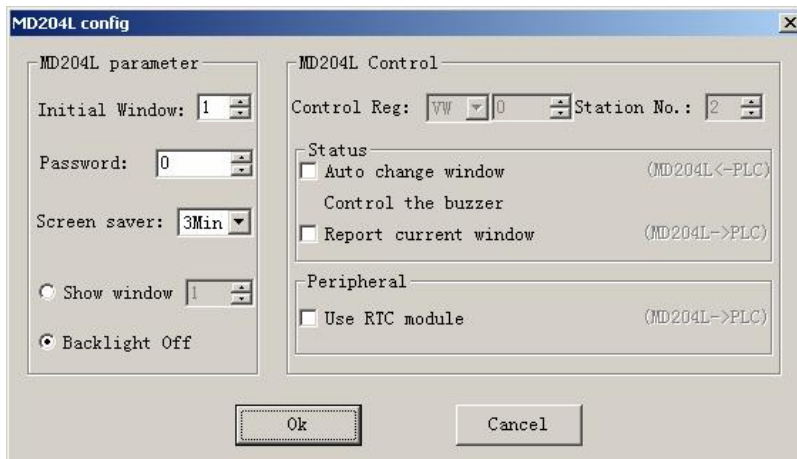 MD204L config
MD204L parameter
Initial Window: 1
Password: 0
Screen saver: 3Min
Show window 1
Backlight Off
MD204L Control
Control Reg: VW 0 Station No.: 2
Status
Auto change window (MD204L<-PLC)
Control the buzzer
Report current window (MD204L->PLC)
Peripheral
Use RTC module (MD204L->PLC)
Ok Cancel